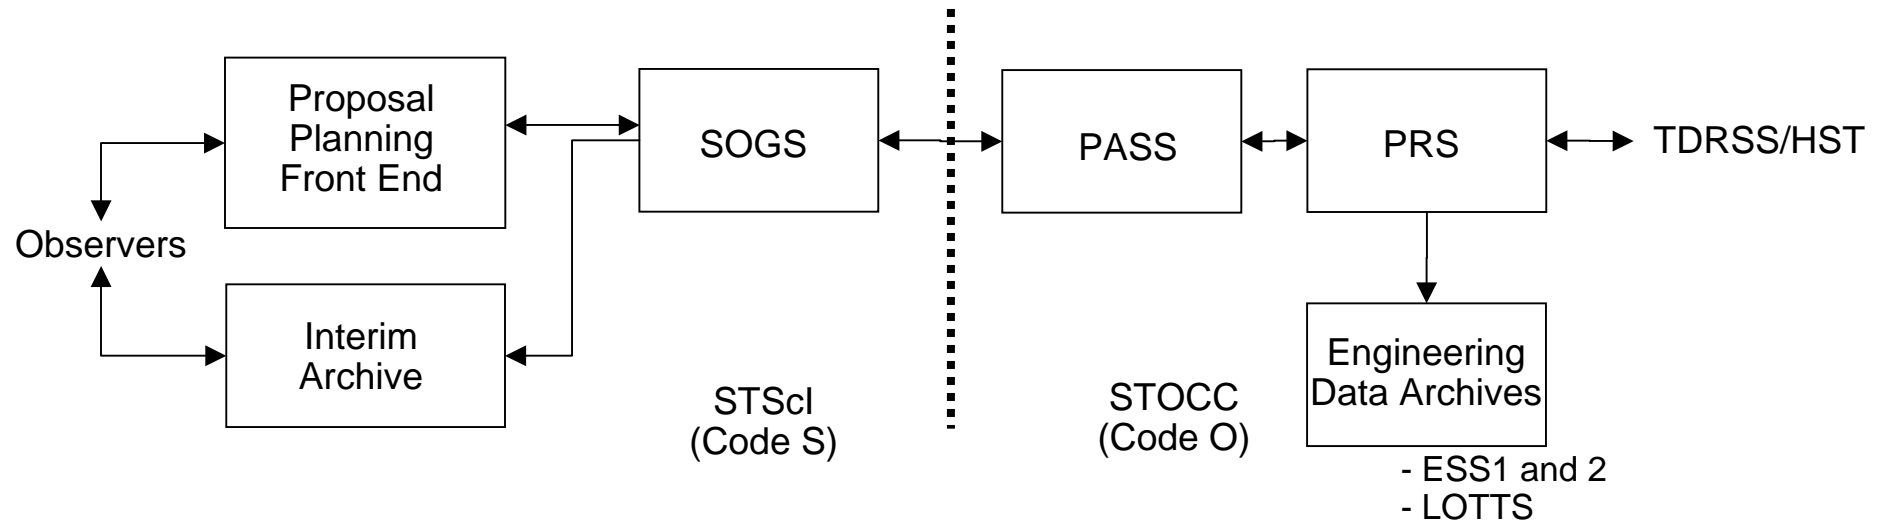 Proposal
Planning
Front End
SOGS
PASS
PRS
TDRSS/HST
Observers
Interim
Archive
STScI
(Code S)
STOCC
(Code O)
Engineering
Data Archives
- ESS1 and 2
- LOTTS